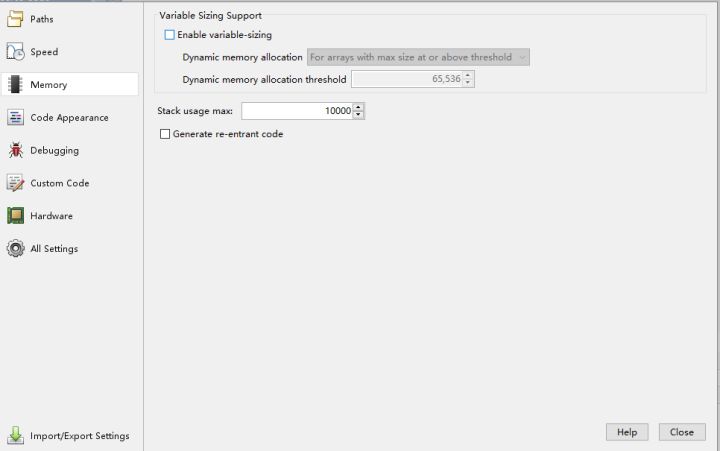 Paths
Speed
Memory
Code Appearance
Debugging
Custom Code
Hardware
All Settings
Import/Export Settings
Variable Sizing Support
Enable variable-sizing
Dynamic memory allocation For arrays with max size at or above threshold
Dynamic memory allocation threshold 65,536
Stack usage max: 10000
Generate re-entrant code
Help Close